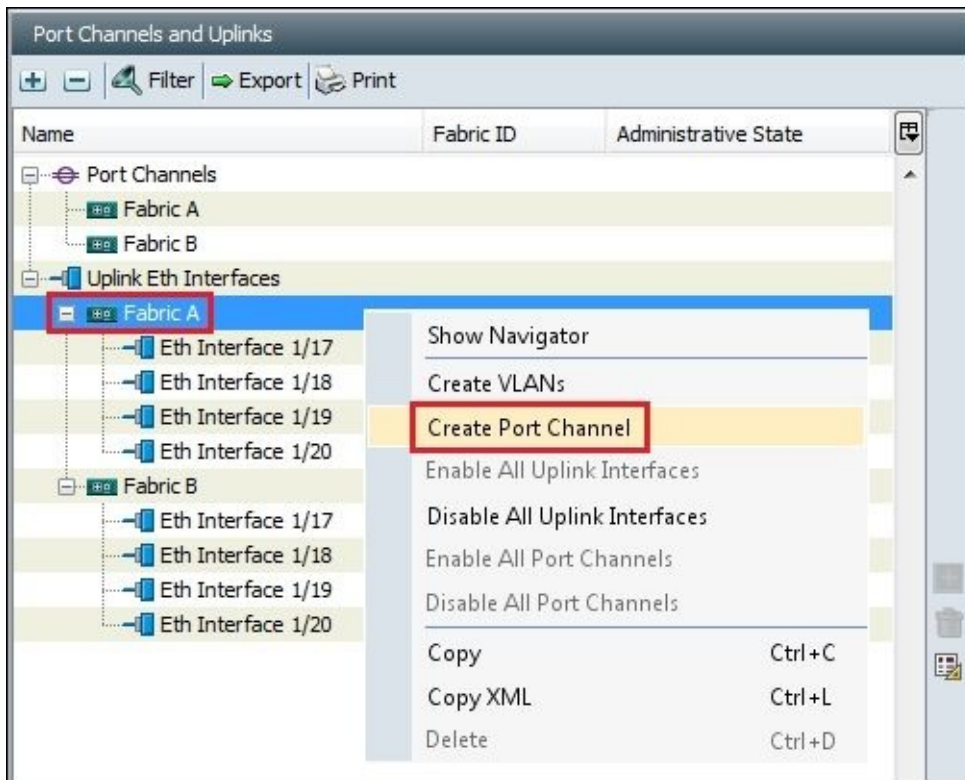 Port Channels and Uplinks
Filter Export Print
Name Fabric ID Administrative State
Port Channels
Fabric A
Fabric B
Uplink Eth Interfaces
Fabric A
Show Navigator
Eth Interface 1/17
Eth Interface 1/18 Create VLANs
Eth Interface 1/19 Create Port Channel
Eth Interface 1/20 Enable All Uplink Interfaces
Fabric B
Eth Interface 1/17 Disable All Uplink Interfaces
Eth Interface 1/18 Enable All Port Channels
Eth Interface 1/19 Disable All Port Channels
Eth Interface 1/20
Copy Ctrl+C
Copy XML Ctrl+L
Delete Ctrl+D